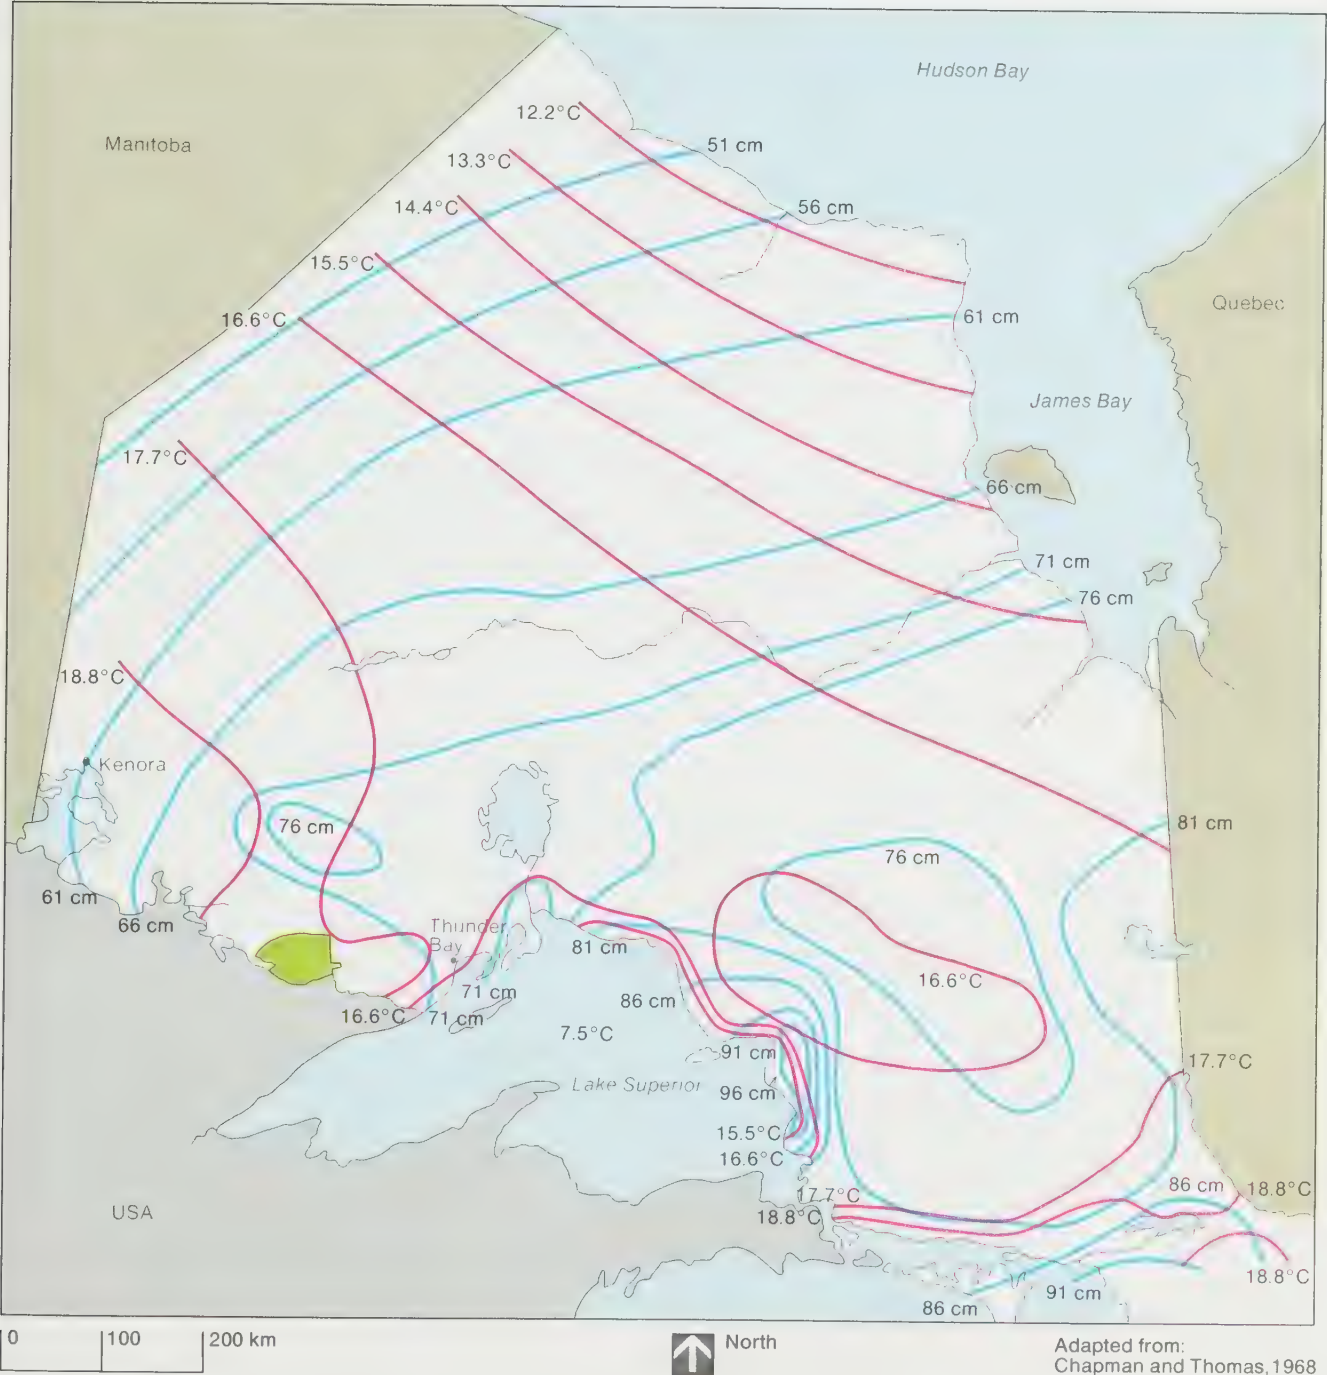 Hudson Bay
12.2°C
Manitoba
51 cm
13.3°C
14.4°C
56 cm
15.5°C
Quebec
61 cm
16.6°C
James Bay
17.7°C
66 cm
71 cm
76 cm
18.8°C
Kenora
81 cm
76 cm
76 cm
61 cm
66 cm
Thunder
Bay
81 cm
16.6°C
71 cm
86 cm
16.6°C
71 cm
7.5°C
91 cm
17.7°C
Lake Superior
96 cm
15.5°C
16.6°C
86 cm
17.7°C
18.8°C
USA
18.8°C
18.8°C
91 cm
86 cm
0
100
200 km
North
Adapted from:
Chapman and Thomas, 1968